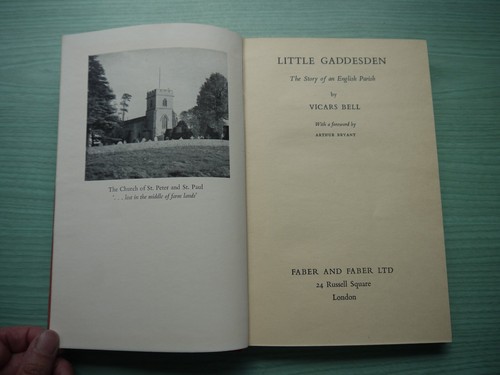 The Church of St. Peter and St. Paul
'. . . lost in the middle of farm lands'
LITTLE GADDESDEN
The Story of an English Parish
by
VICARS BELL
With a foreword by
ARTHUR BRYANT
FABER AND FABER LTD
24 Russell Square
London